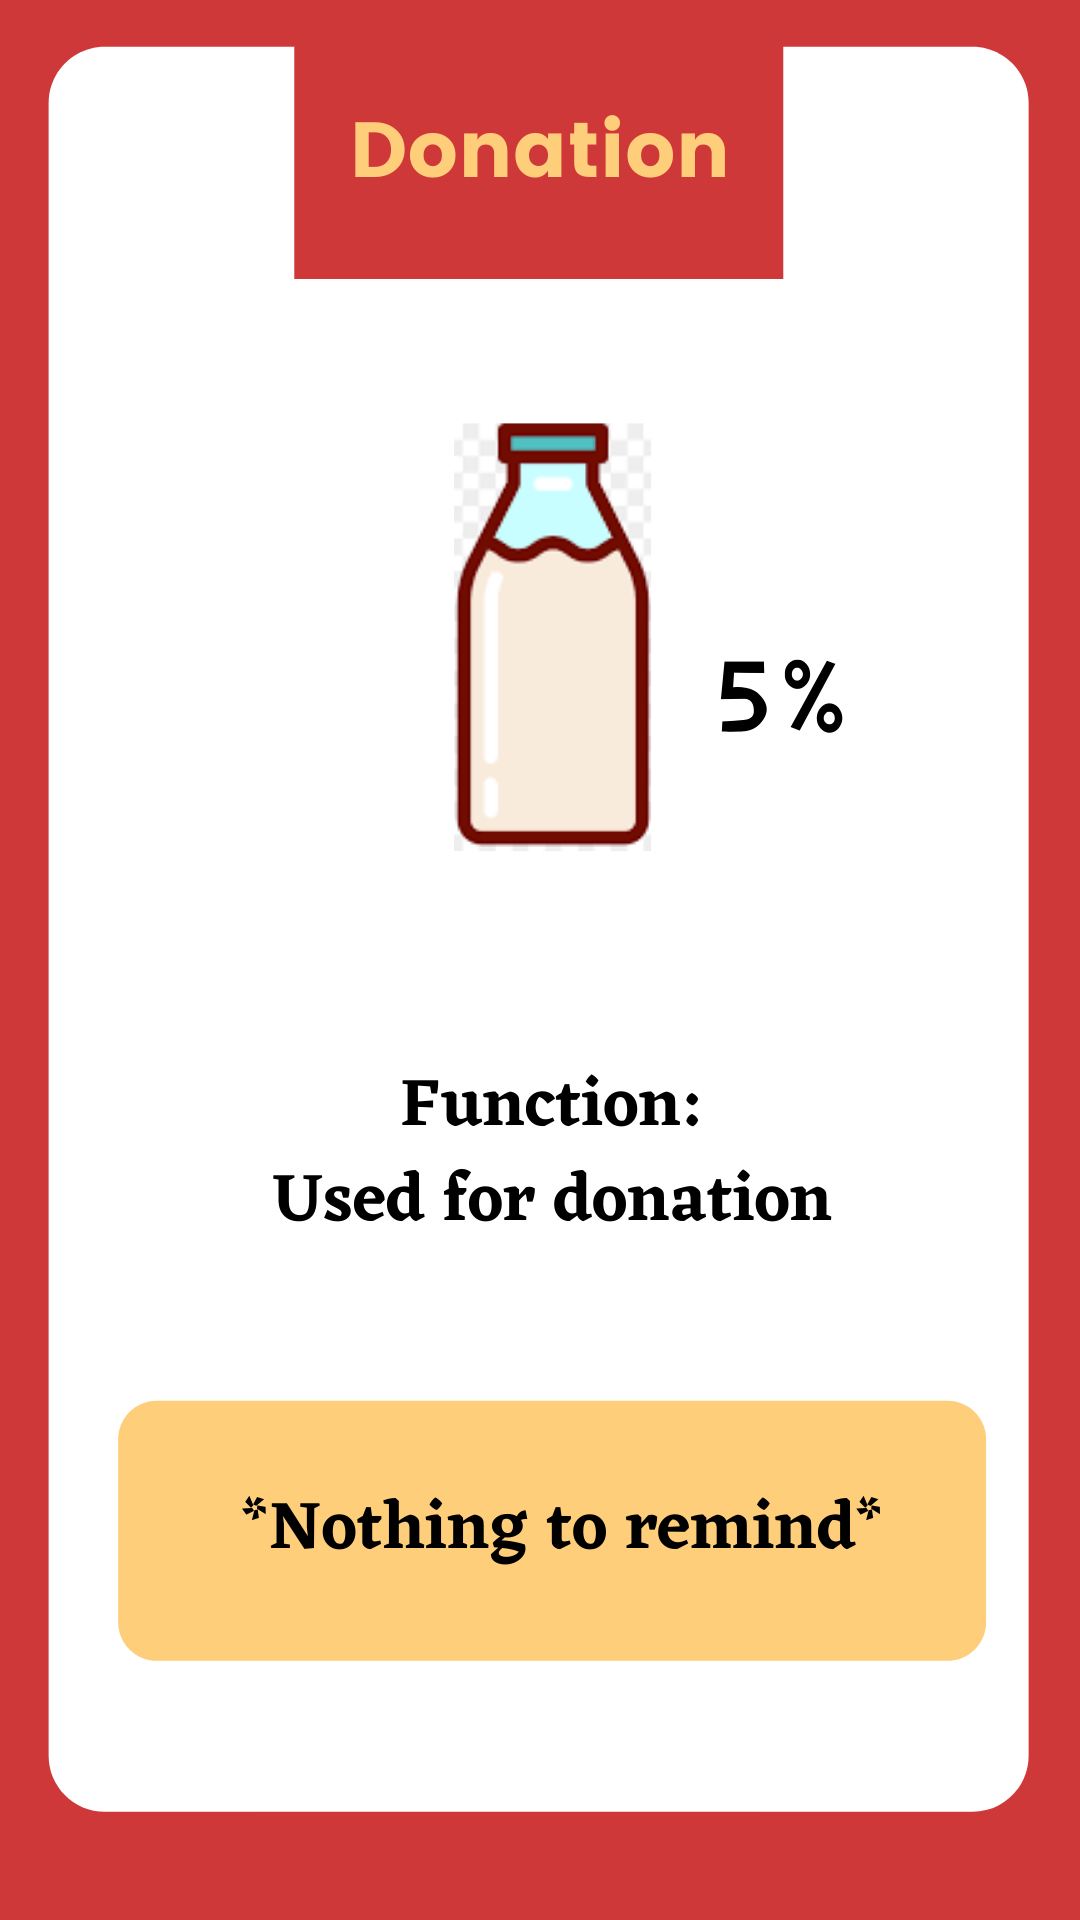 Donation
5%
Function:
Used for donation
*Nothing to remind*